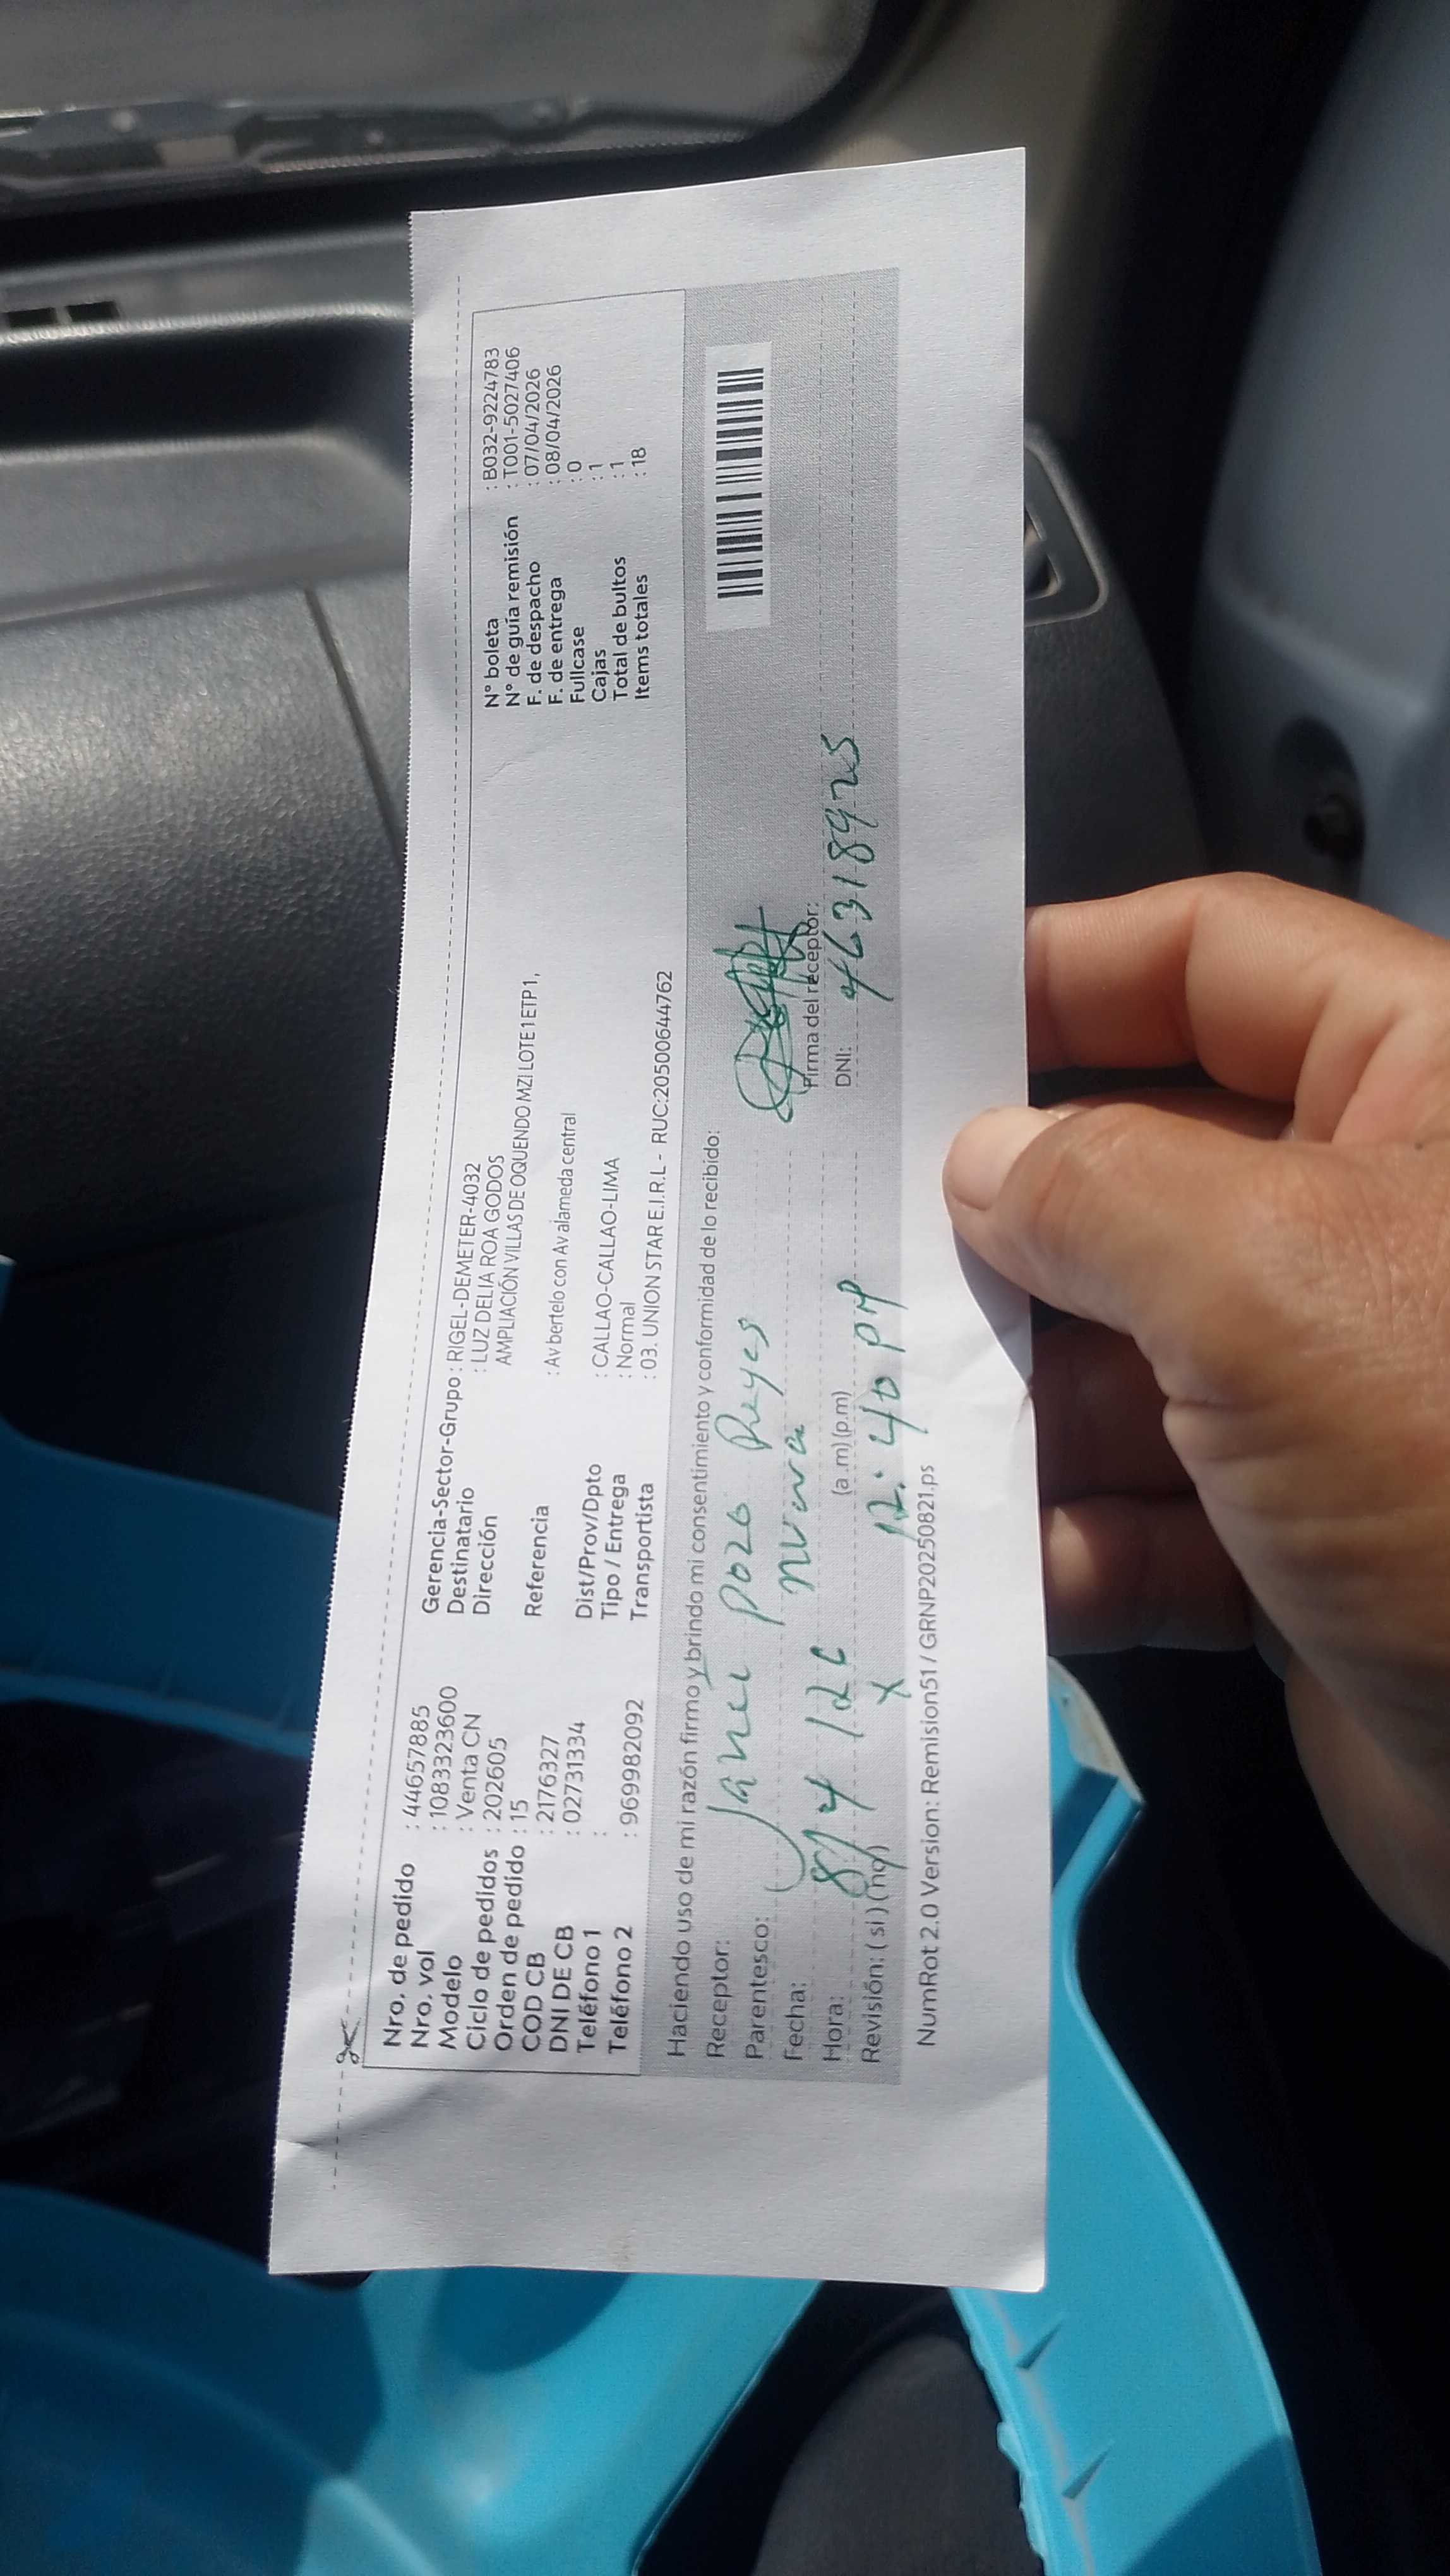 Nro. de pedido : 44657885
Nro. vol : 1083323600
Modelo : Venta CN
Ciclo de pedidos : 202605
Orden de pedido : 15
COD CB : 2176327
DNI DE CB : 02731334
Teléfono 1 :
Teléfono 2 : 969982092
Gerencia-Sector-Grupo : RIGEL-DEMETER-4032
Destinatario : LUZ DELIA ROA GODOS
Dirección AMPLIACIÓN VILLAS DE OQUENDO MZI LOTE1 ETP1,
Referencia : Av bertelo con Av alameda central
Dist/Prov/Dpto : CALLAO-CALLAO-LIMA
Tipo / Entrega : Normal
Transportista : 03. UNION STAR E.I.R.L - RUC:20500644762
N° boleta : B032-9224783
N° de guía remisión : T001-5027406
F. de despacho : 07/04/2026
F. de entrega : 08/04/2026
Fullcase : 0
Cajas : 1
Total de bultos : 1
Items totales : 18
Haciendo uso de mi razón firmo y brindo mi consentimiento y conformidad de lo recibido:
Receptor: Janet Pozo Reyes
Parentesco: nuera
Fecha: 8/4/26
Hora: (a.m) (p.m) 12:40 PM
Revisión: (si) (no) X
Firma del receptor:
DNI: 46318925
NumRot 2.0 Version: Remision51 / GRNP20250821.ps